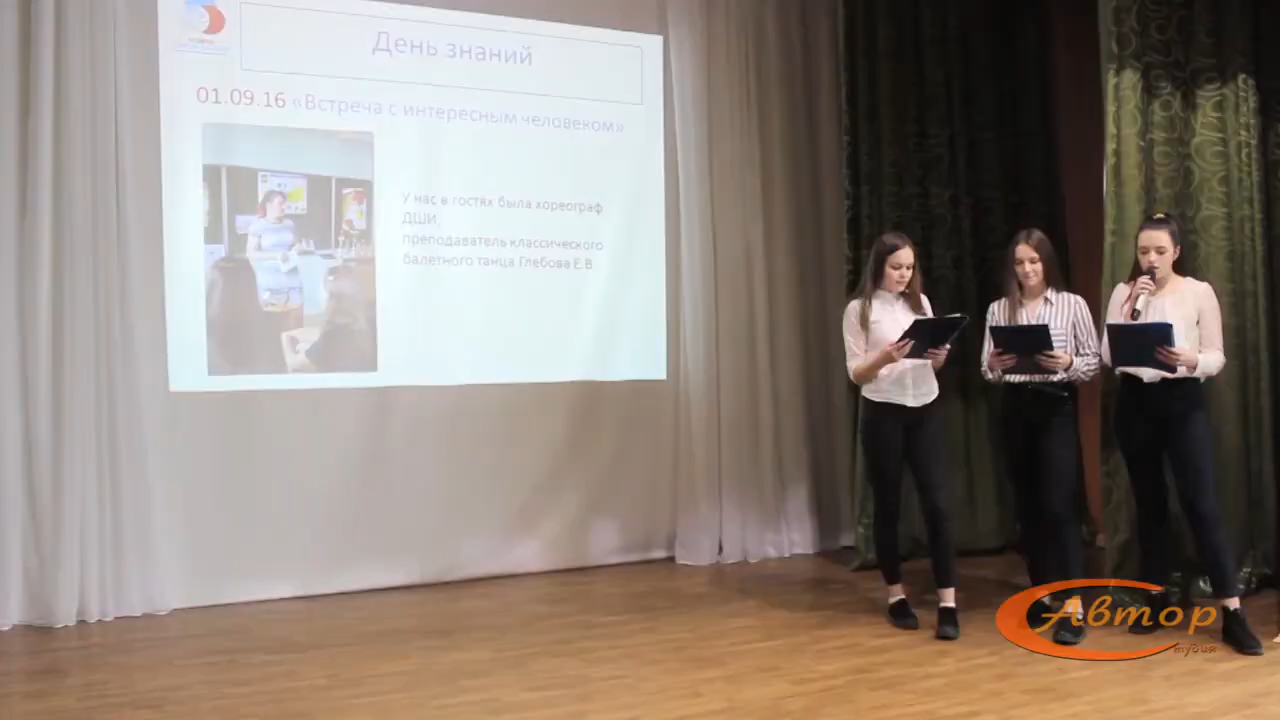 День знаний
01.09.16 «Встреча с интересным человеком»
У нас в гостях была хореограф
ДШИ,
преподаватель классического
балетного танца Глебова Е.В
Автор
студия